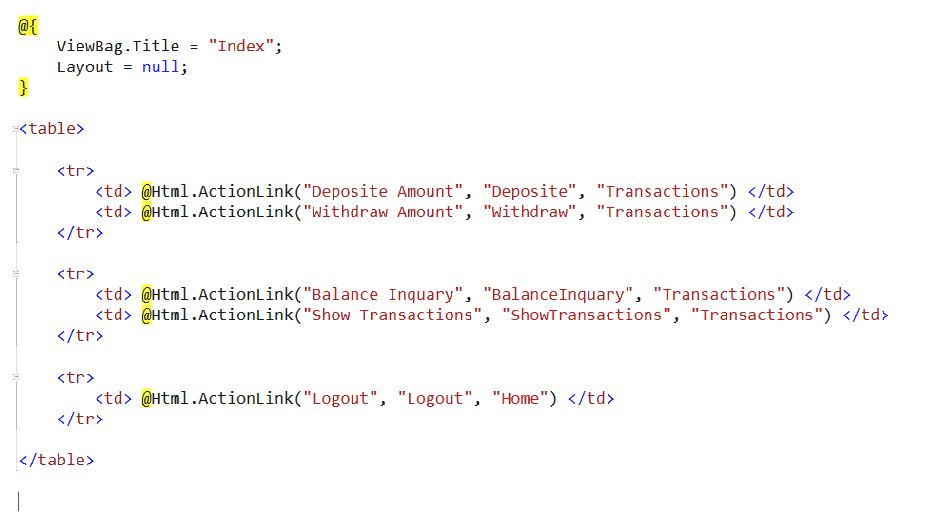 @{
    ViewBag.Title = "Index";
    Layout = null;
}
<table>
    <tr>
        <td> @Html.ActionLink("Deposite Amount", "Deposite", "Transactions") </td>
        <td> @Html.ActionLink("Withdraw Amount", "Withdraw", "Transactions") </td>
    </tr>
    <tr>
        <td> @Html.ActionLink("Balance Inquary", "BalanceInquary", "Transactions") </td>
        <td> @Html.ActionLink("Show Transactions", "ShowTransactions", "Transactions") </td>
    </tr>
    <tr>
        <td> @Html.ActionLink("Logout", "Logout", "Home") </td>
    </tr>
</table>